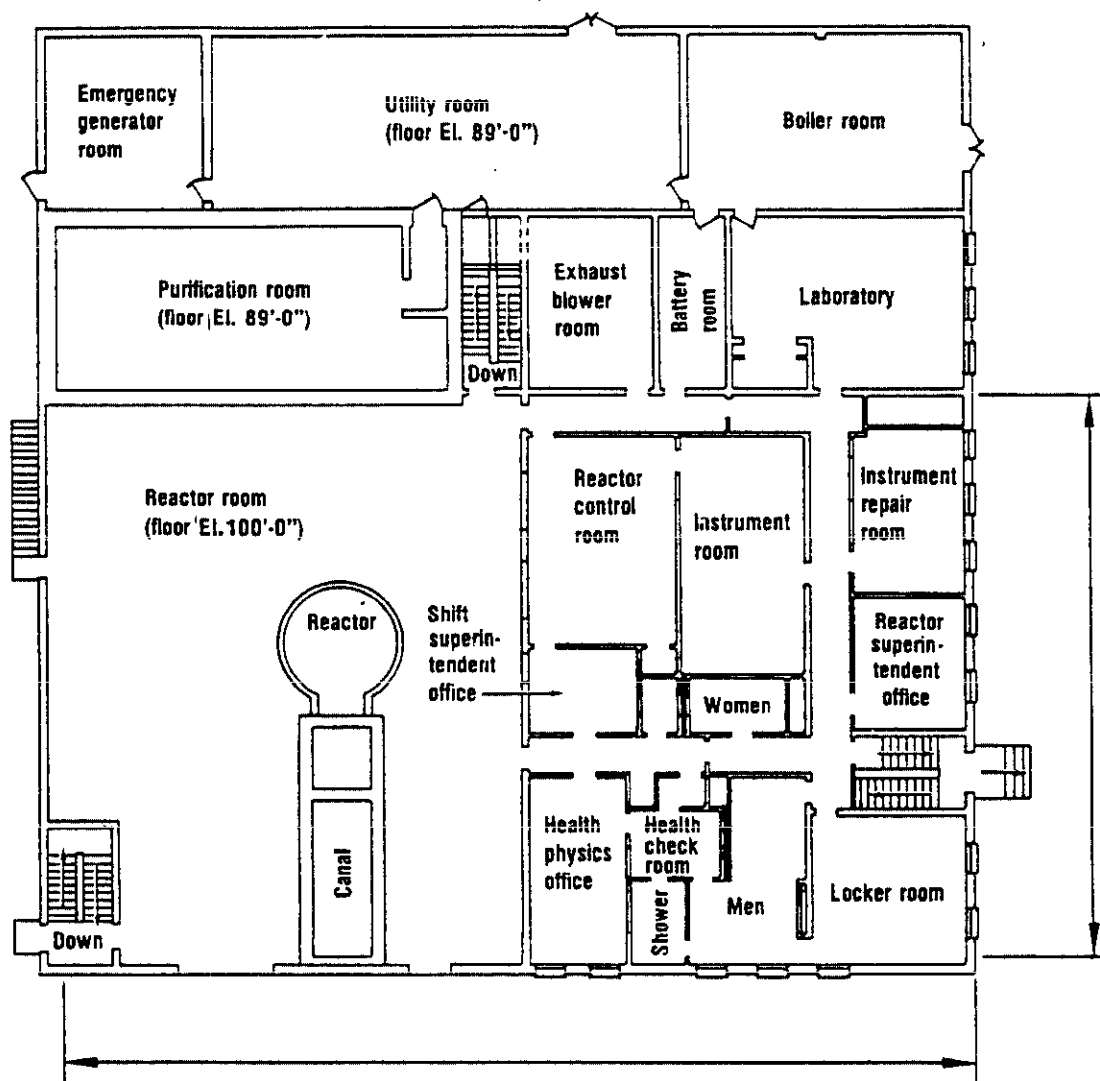 Emergency
generator
room
Utility room
(floor El. 89'-0")
Boiler room
Purification room
(floor El. 89'-0")
Down
Exhaust
blower
room
Battery
room
Laboratory
Reactor room
(floor El. 100'-0")
Reactor
control
room
Instrument
room
Instrument
repair
room
Reactor
Shift
superin-
tendent
office
Women
Reactor
superin-
tendent
office
Canal
Down
Health
physics
office
Health
check
room
Shower
Men
Locker room